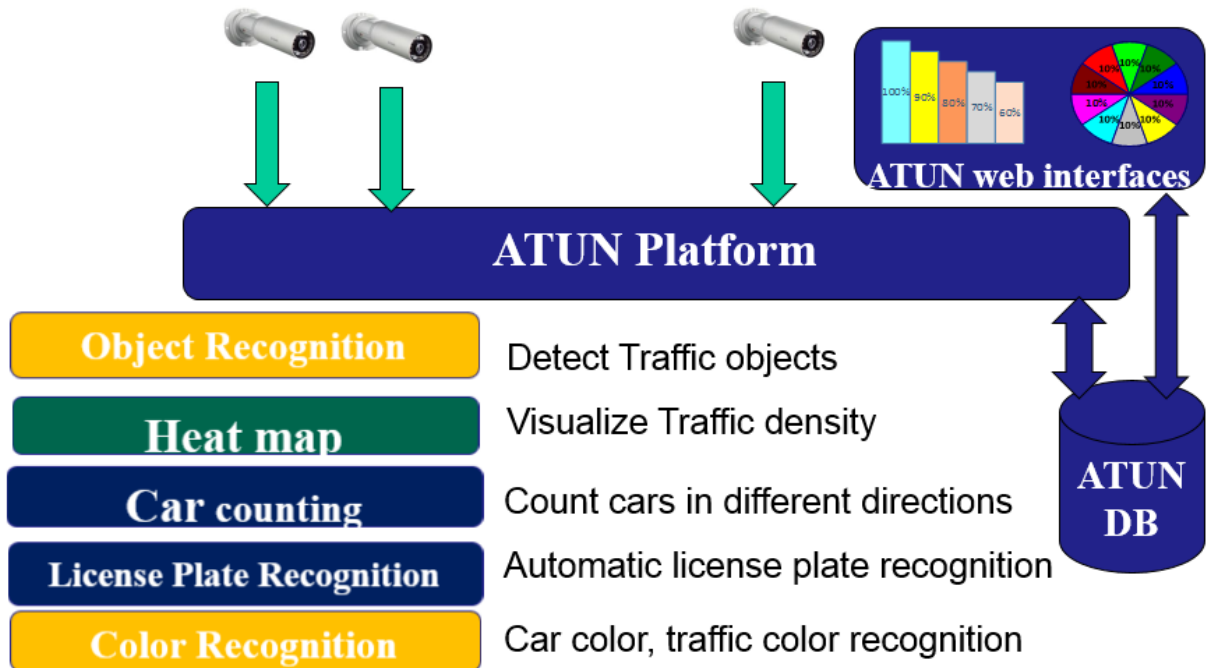 100%
90%
80%
70%
60%
10%
10%
10%
10%
10%
10%
10%
10%
10%
10%
ATUN web interfaces
ATUN Platform
Object Recognition
Detect Traffic objects
Heat map
Visualize Traffic density
Car counting
Count cars in different directions
License Plate Recognition
Automatic license plate recognition
Color Recognition
Car color, traffic color recognition
ATUN
DB